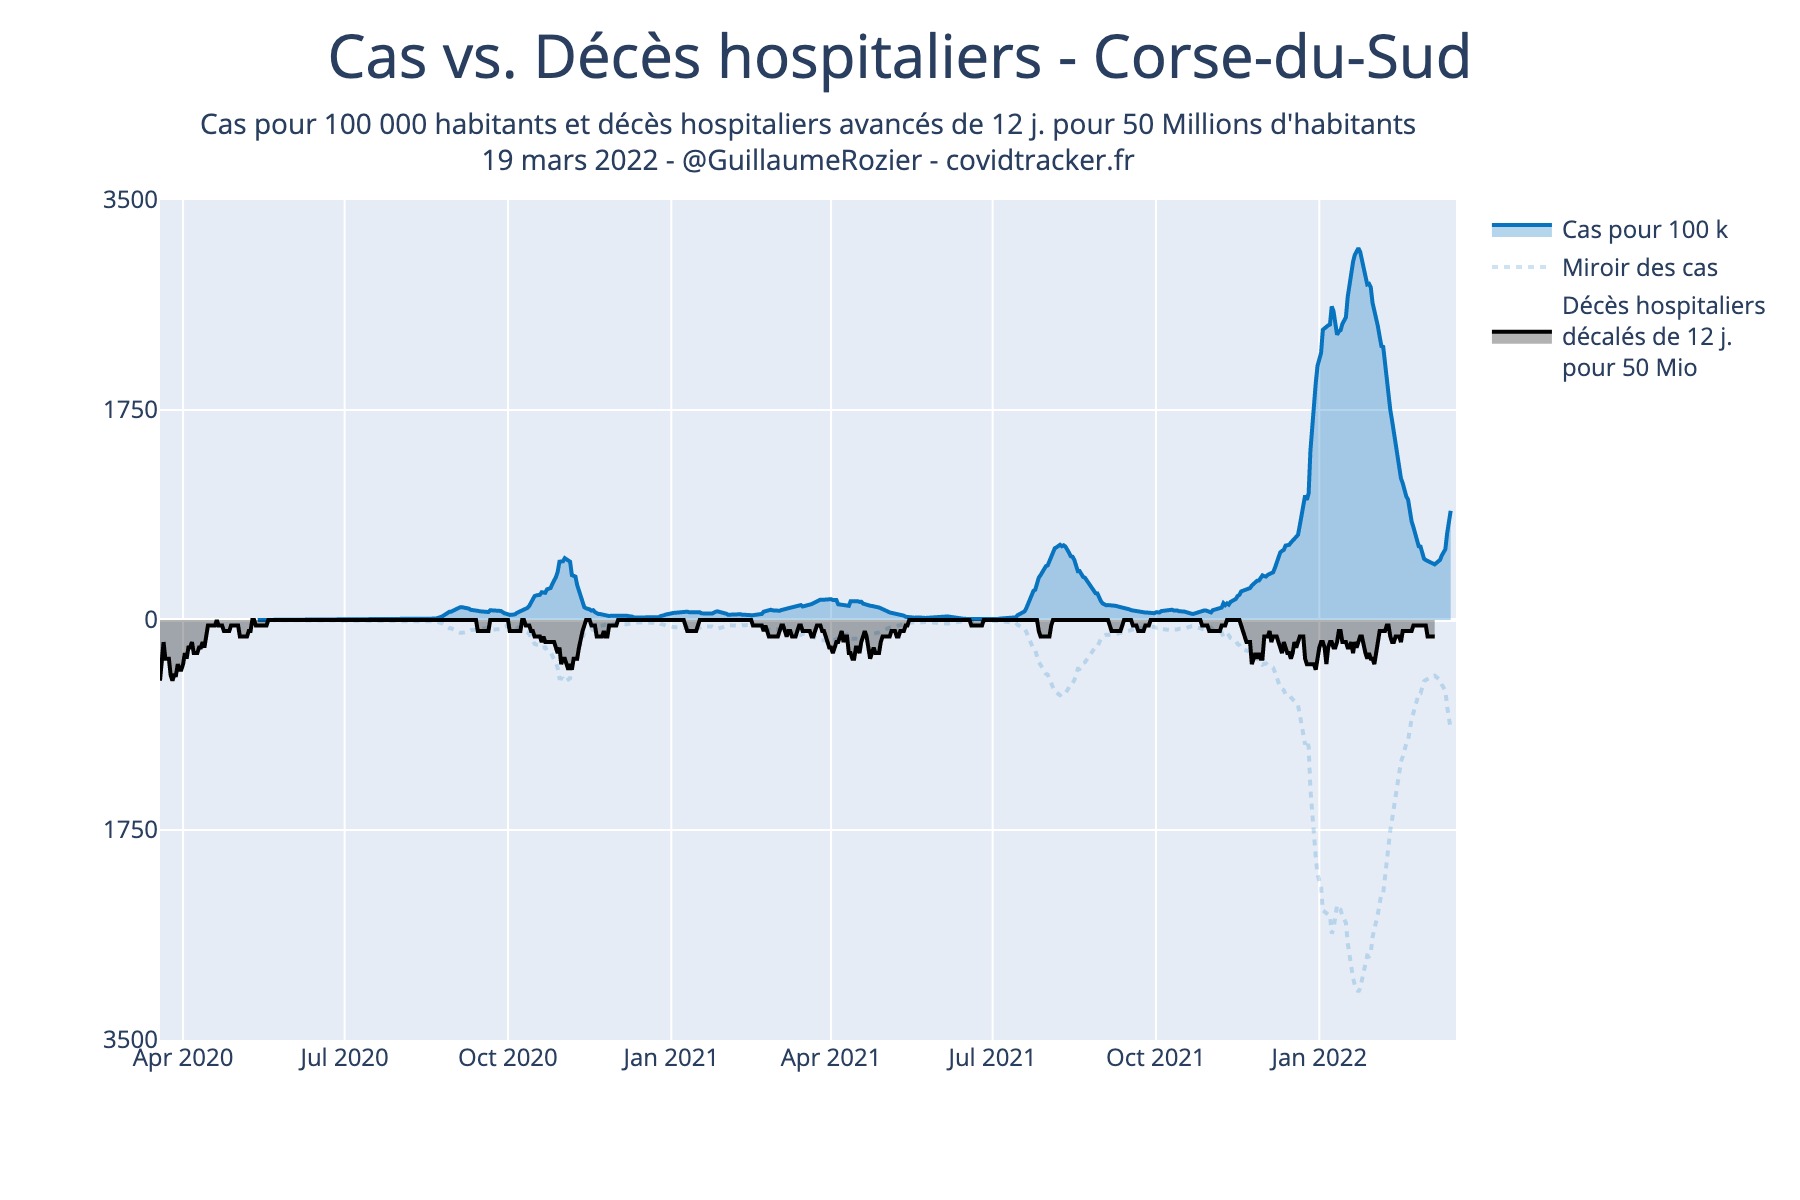 Cas vs. Décès hospitaliers - Corse-du-Sud
Cas pour 100 000 habitants et décès hospitaliers avancés de 12 j. pour 50 Millions d'habitants
19 mars 2022 - @GuillaumeRozier - covidtracker.fr
3500
1750
0
1750
3500
Apr 2020
Jul 2020
Oct 2020
Jan 2021
Apr 2021
Jul 2021
Oct 2021
Jan 2022
Cas pour 100 k
Miroir des cas
Décès hospitaliers
décalés de 12 j.
pour 50 Mio